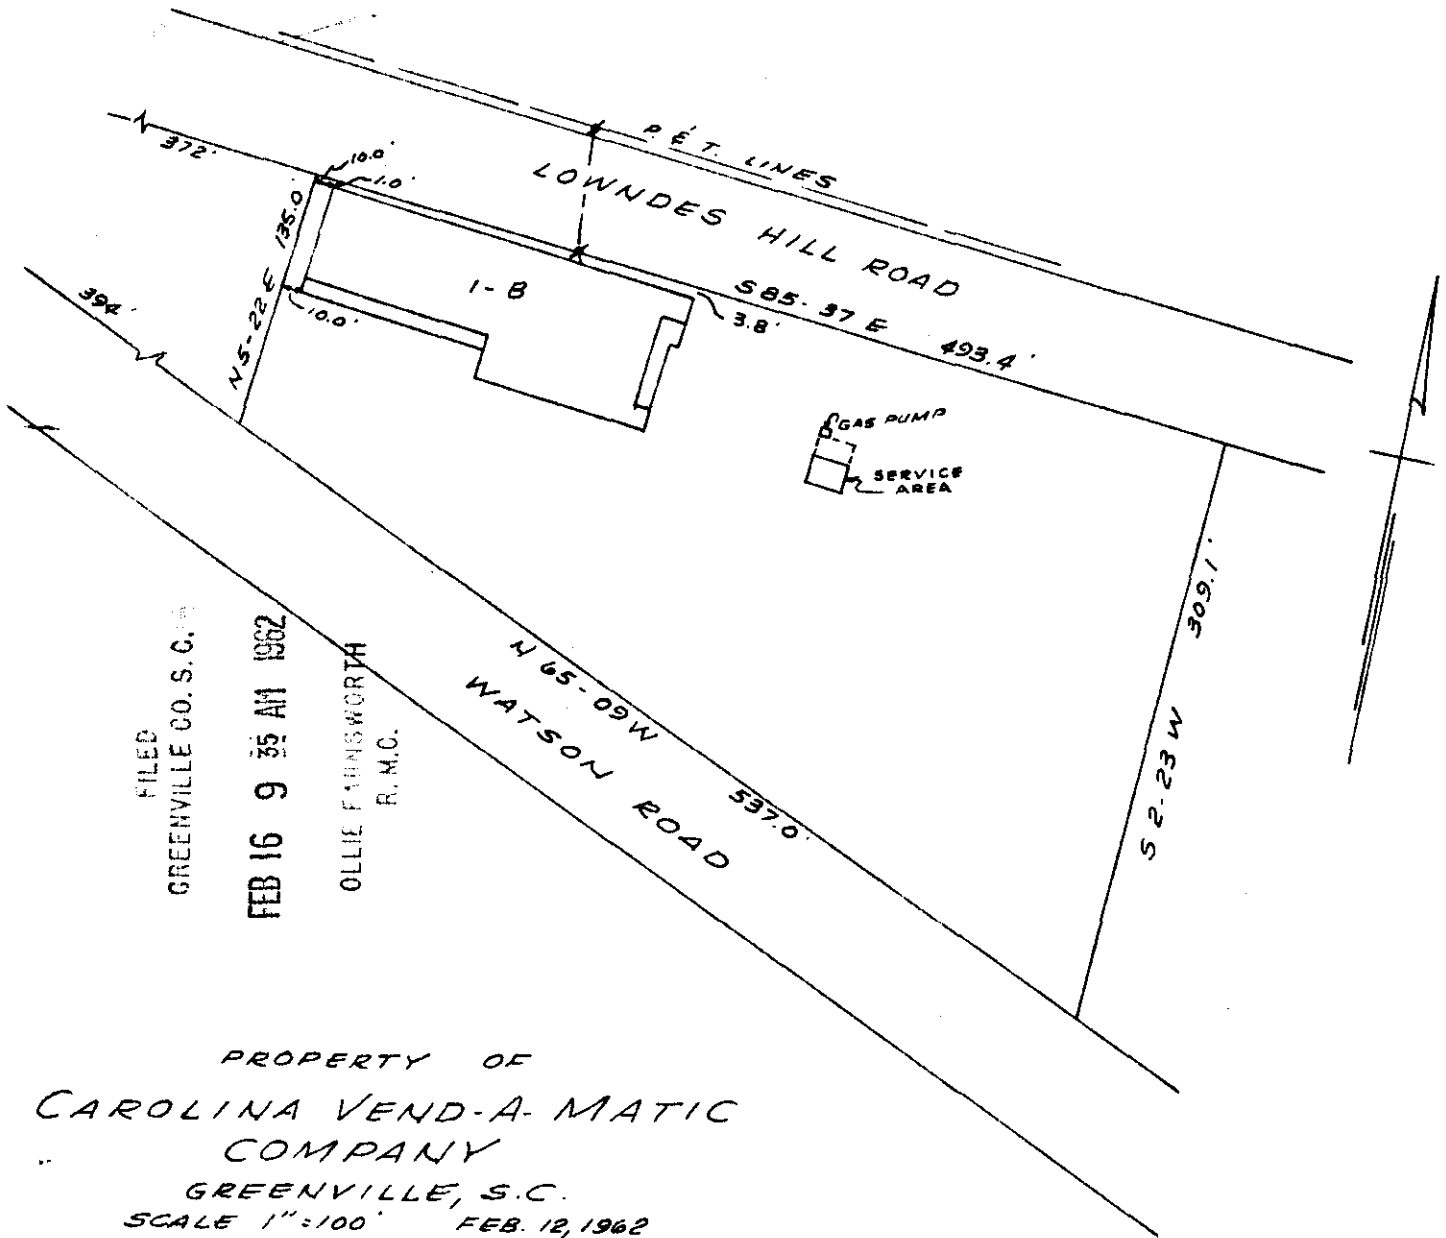 P. & T. LINES
LOWNDES HILL ROAD
372'
10.0'
1.0'
N 5-22 E 135.0'
1-B
10.0'
S 85-37 E 493.4'
3.8'
394'
GAS PUMP
SERVICE
AREA
S 2-23 W 309.1'
N 65-09 W 537.0'
WATSON ROAD
FILED
GREENVILLE CO. S. C.
FEB 16 9 35 AM 1962
OLLIE FARNSWORTH
R. M. C.
PROPERTY OF
CAROLINA VEND-A-MATIC
COMPANY
GREENVILLE, S.C.
SCALE 1"=100' FEB. 12, 1962